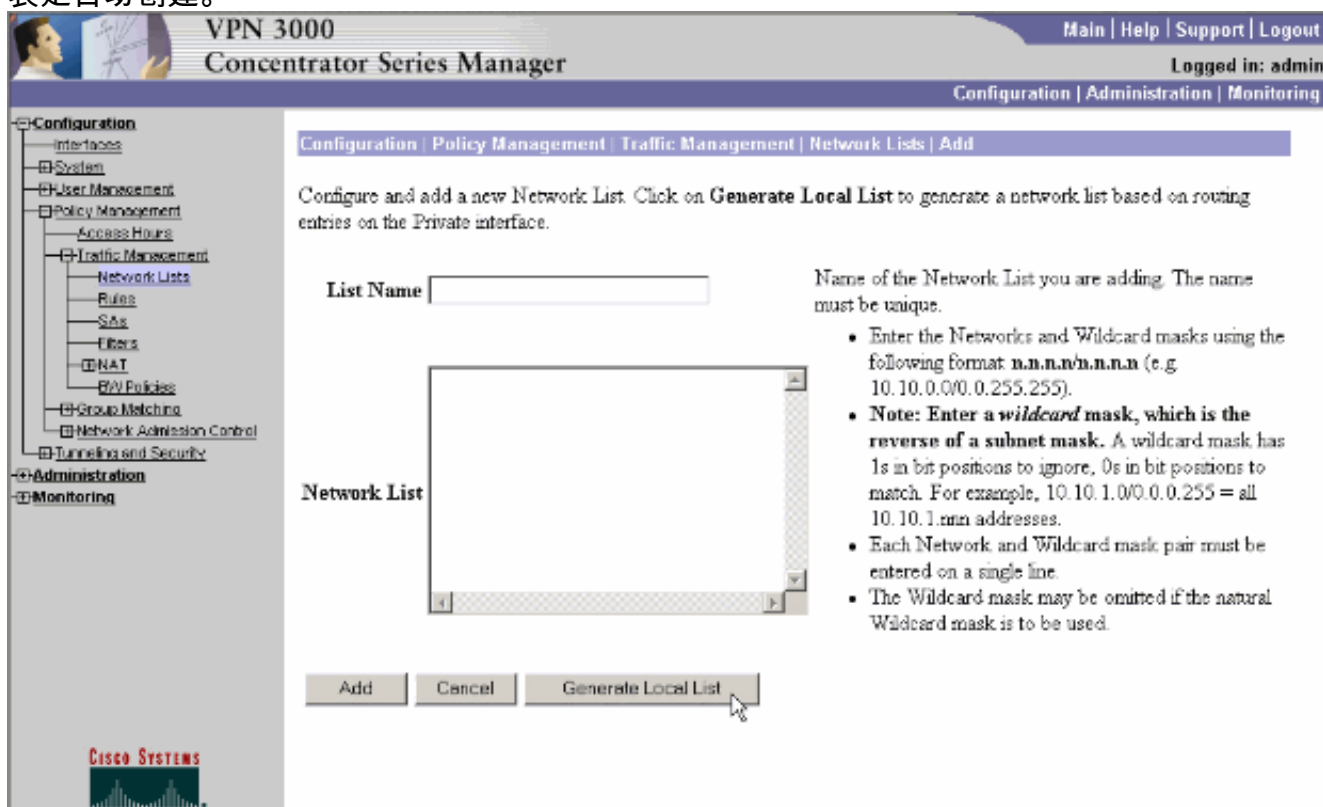 表是自动创建。
VPN 3000
Concentrator Series Manager
Main | Help | Support | Logout
Logged in: admin
Configuration | Administration | Monitoring
Configuration
Interfaces
System
User Management
Policy Management
Access Hours
Traffic Management
Network Lists
Rules
SAs
Filters
NAT
BW Policies
Group Matching
Network Admission Control
Tunneling and Security
Administration
Monitoring
CISCO SYSTEMS
Configuration | Policy Management | Traffic Management | Network Lists | Add
Configure and add a new Network List. Click on Generate Local List to generate a network list based on routing
entries on the Private interface.
List Name
Name of the Network List you are adding. The name
must be unique.
• Enter the Networks and Wildcard masks using the
following format: n.n.n.n/n.n.n.n (e.g.
10.10.0.0/0.0.255.255).
• Note: Enter a wildcard mask, which is the
reverse of a subnet mask. A wildcard mask has
1s in bit positions to ignore, 0s in bit positions to
match. For example, 10.10.1.0/0.0.0.255 = all
10.10.1.nnn addresses.
• Each Network and Wildcard mask pair must be
entered on a single line.
• The Wildcard mask may be omitted if the natural
Wildcard mask is to be used.
Network List
Add
Cancel
Generate Local List